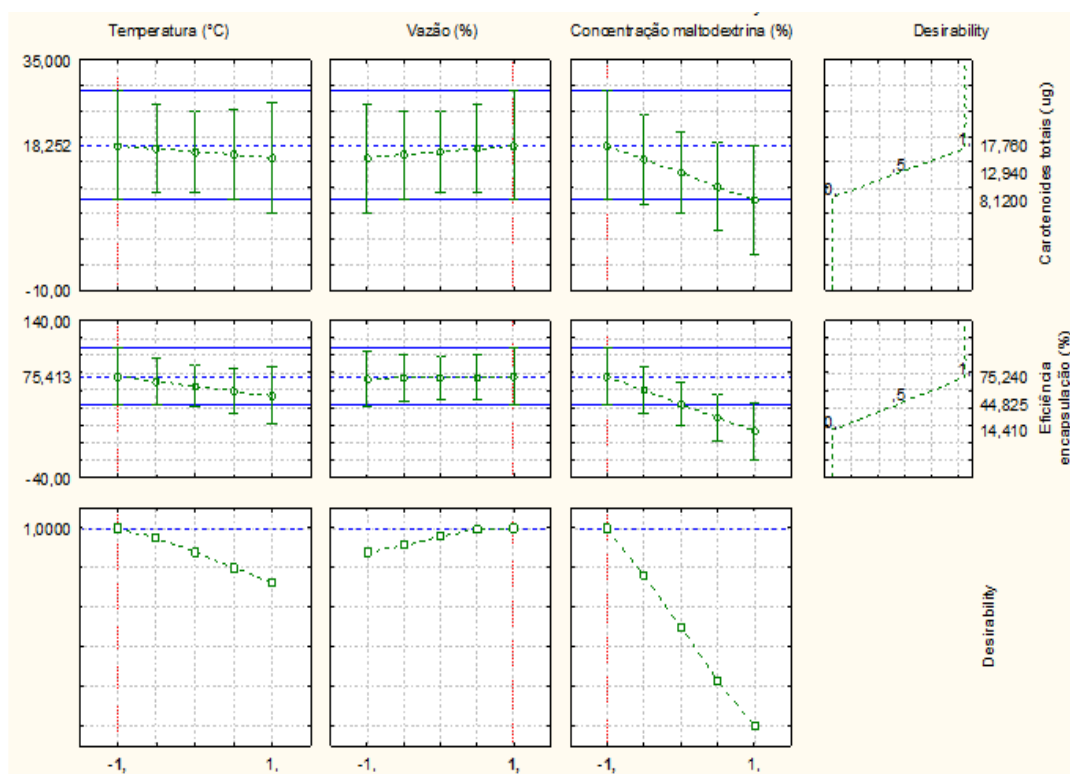 Temperatura (°C) Vazão (%) Concentração maltodextrina (%) Desirability
35,000
18,252
-10,00
0 ,5 1
17,760
12,940
8,1200
Carotenoides totais (ug)
140,00
75,413
-40,00
0 ,5 1
75,240
44,825
14,410
Eficiência
encapsulação (%)
1,0000
Desirability
-1, 1, -1, 1, -1, 1,